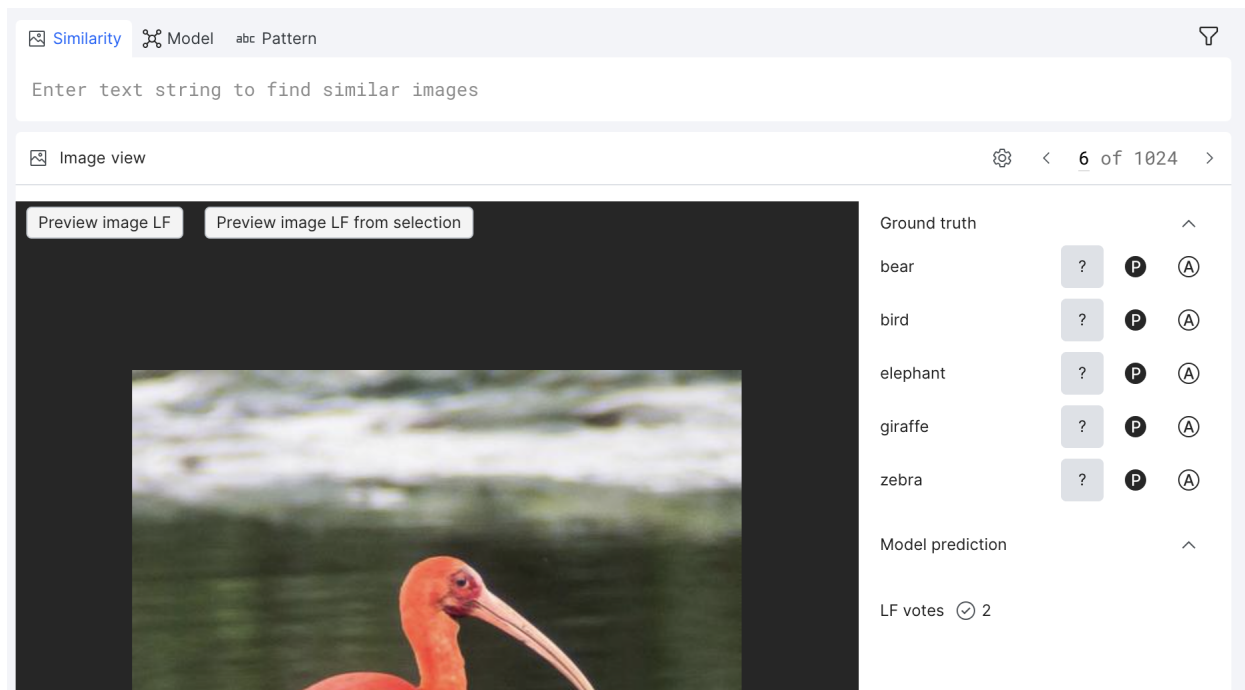 Similarity Model abc Pattern
Enter text string to find similar images
Image view 6 of 1024
Preview image LF Preview image LF from selection
Ground truth
bear ? P A
bird ? P A
elephant ? P A
giraffe ? P A
zebra ? P A
Model prediction
LF votes 2